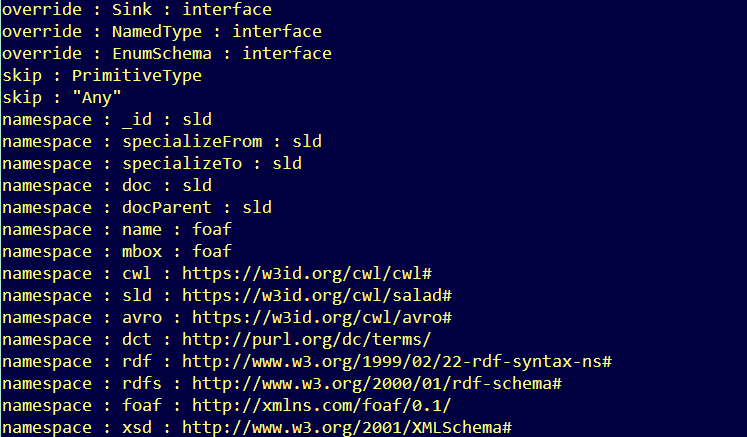 override : Sink : interface
override : NamedType : interface
override : EnumSchema : interface
skip : PrimitiveType
skip : "Any"
namespace : _id : sld
namespace : specializeFrom : sld
namespace : specializeTo : sld
namespace : doc : sld
namespace : docParent : sld
namespace : name : foaf
namespace : mbox : foaf
namespace : cwl : https://w3id.org/cwl/cwl#
namespace : sld : https://w3id.org/cwl/salad#
namespace : avro : https://w3id.org/cwl/avro#
namespace : dct : http://purl.org/dc/terms/
namespace : rdf : http://www.w3.org/1999/02/22-rdf-syntax-ns#
namespace : rdfs : http://www.w3.org/2000/01/rdf-schema#
namespace : foaf : http://xmlns.com/foaf/0.1/
namespace : xsd : http://www.w3.org/2001/XMLSchema#